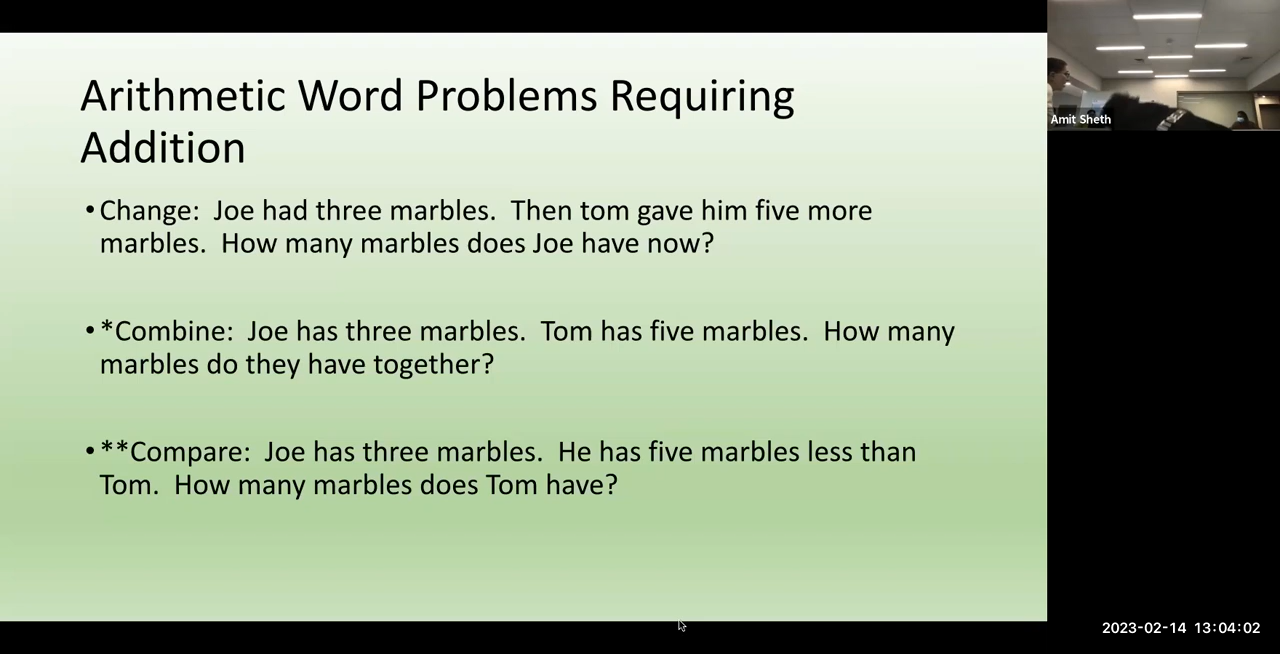 Arithmetic Word Problems Requiring
Addition
•Change:  Joe had three marbles.  Then tom gave him five more
marbles.  How many marbles does Joe have now?
•*Combine:  Joe has three marbles.  Tom has five marbles.  How many
marbles do they have together?
•**Compare:  Joe has three marbles.  He has five marbles less than
Tom.  How many marbles does Tom have?
Amit Sheth
2023-02-14 13:04:02